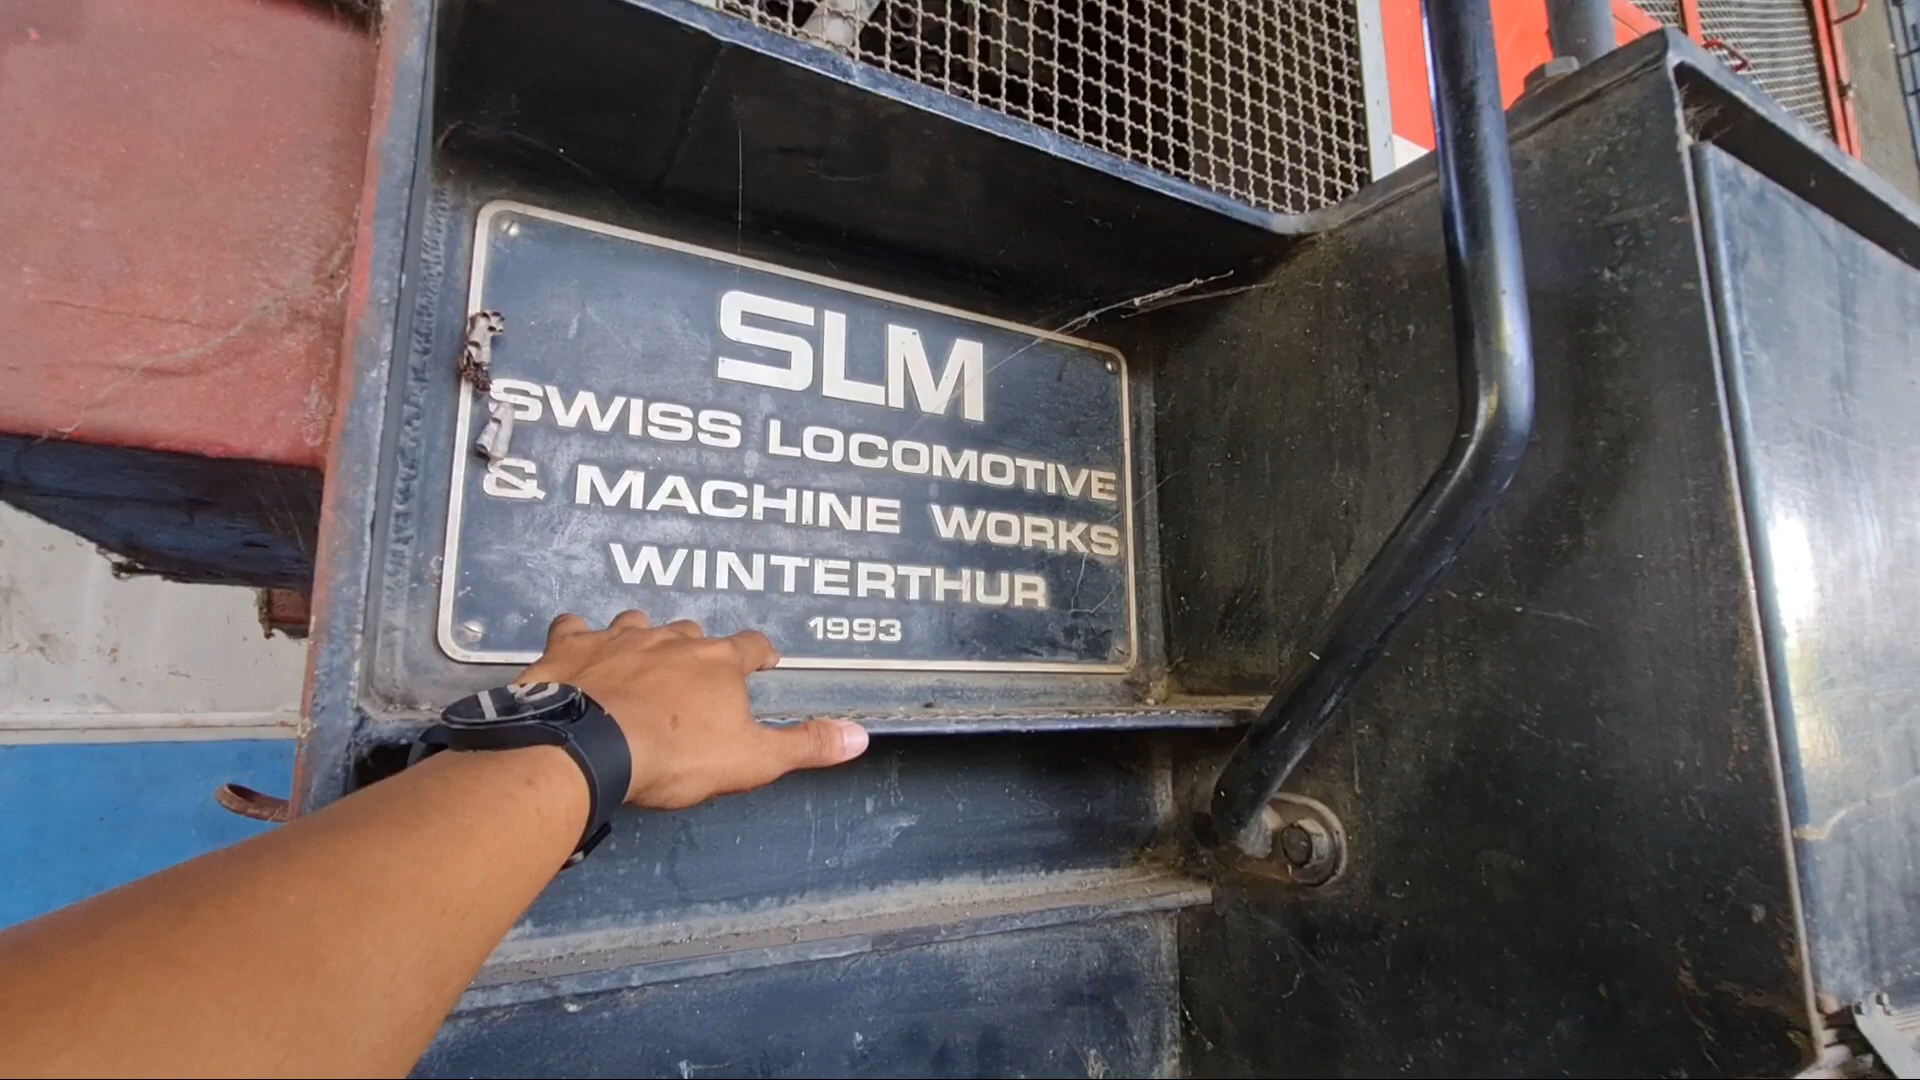 SLM
SWISS LOCOMOTIVE
& MACHINE WORKS
WINTERTHUR
1993